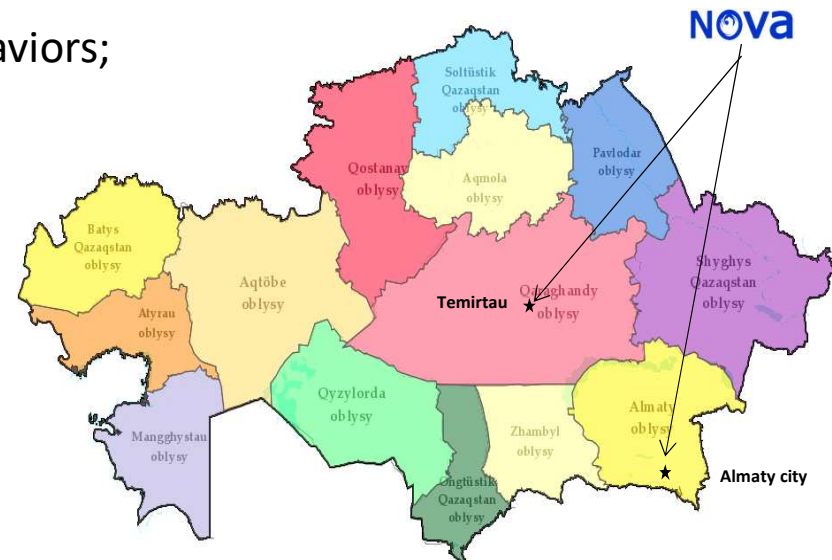 aviors;
Nova
Soltüstik
Qazaqstan
oblysy
Qostanay
oblysy
Aqmola
oblysy
Pavlodar
oblysy
Batys
Qazaqstan
oblysy
Aqtöbe
oblysy
Shyghys
Qazaqstan
oblysy
Atyrau
oblysy
Temirtau
Qaraghandy
oblysy
Mangghystau
oblysy
Qyzylorda
oblysy
Ongtüstik
Qazaqstan
oblysy
Zhambyl
oblysy
Almaty
oblysy
Almaty city